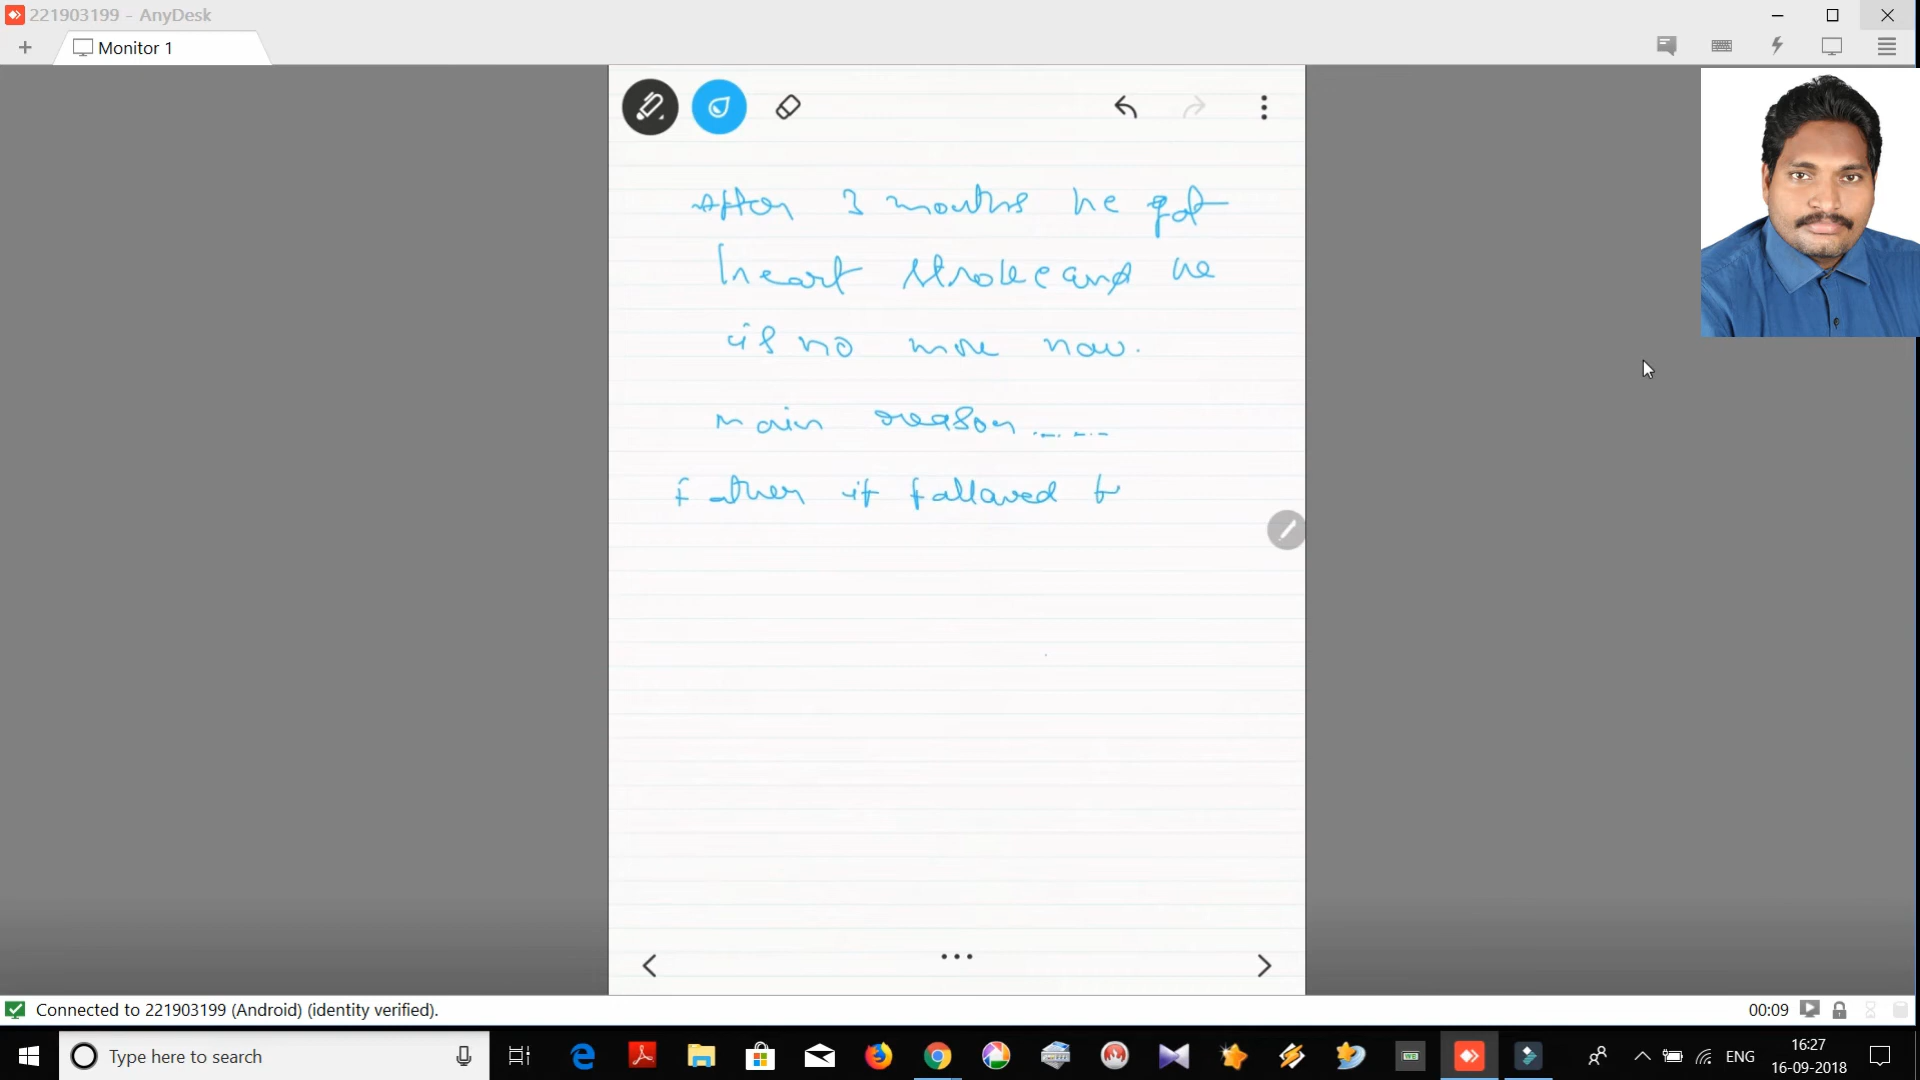 221903199 - AnyDesk
Monitor 1
After 3 months he got
heart stroke and he
is no more now.
main reason......
Father if fallowed
Connected to 221903199 (Android) (identity verified).
00:09
Type here to search
ENG
16:27
16-09-2018